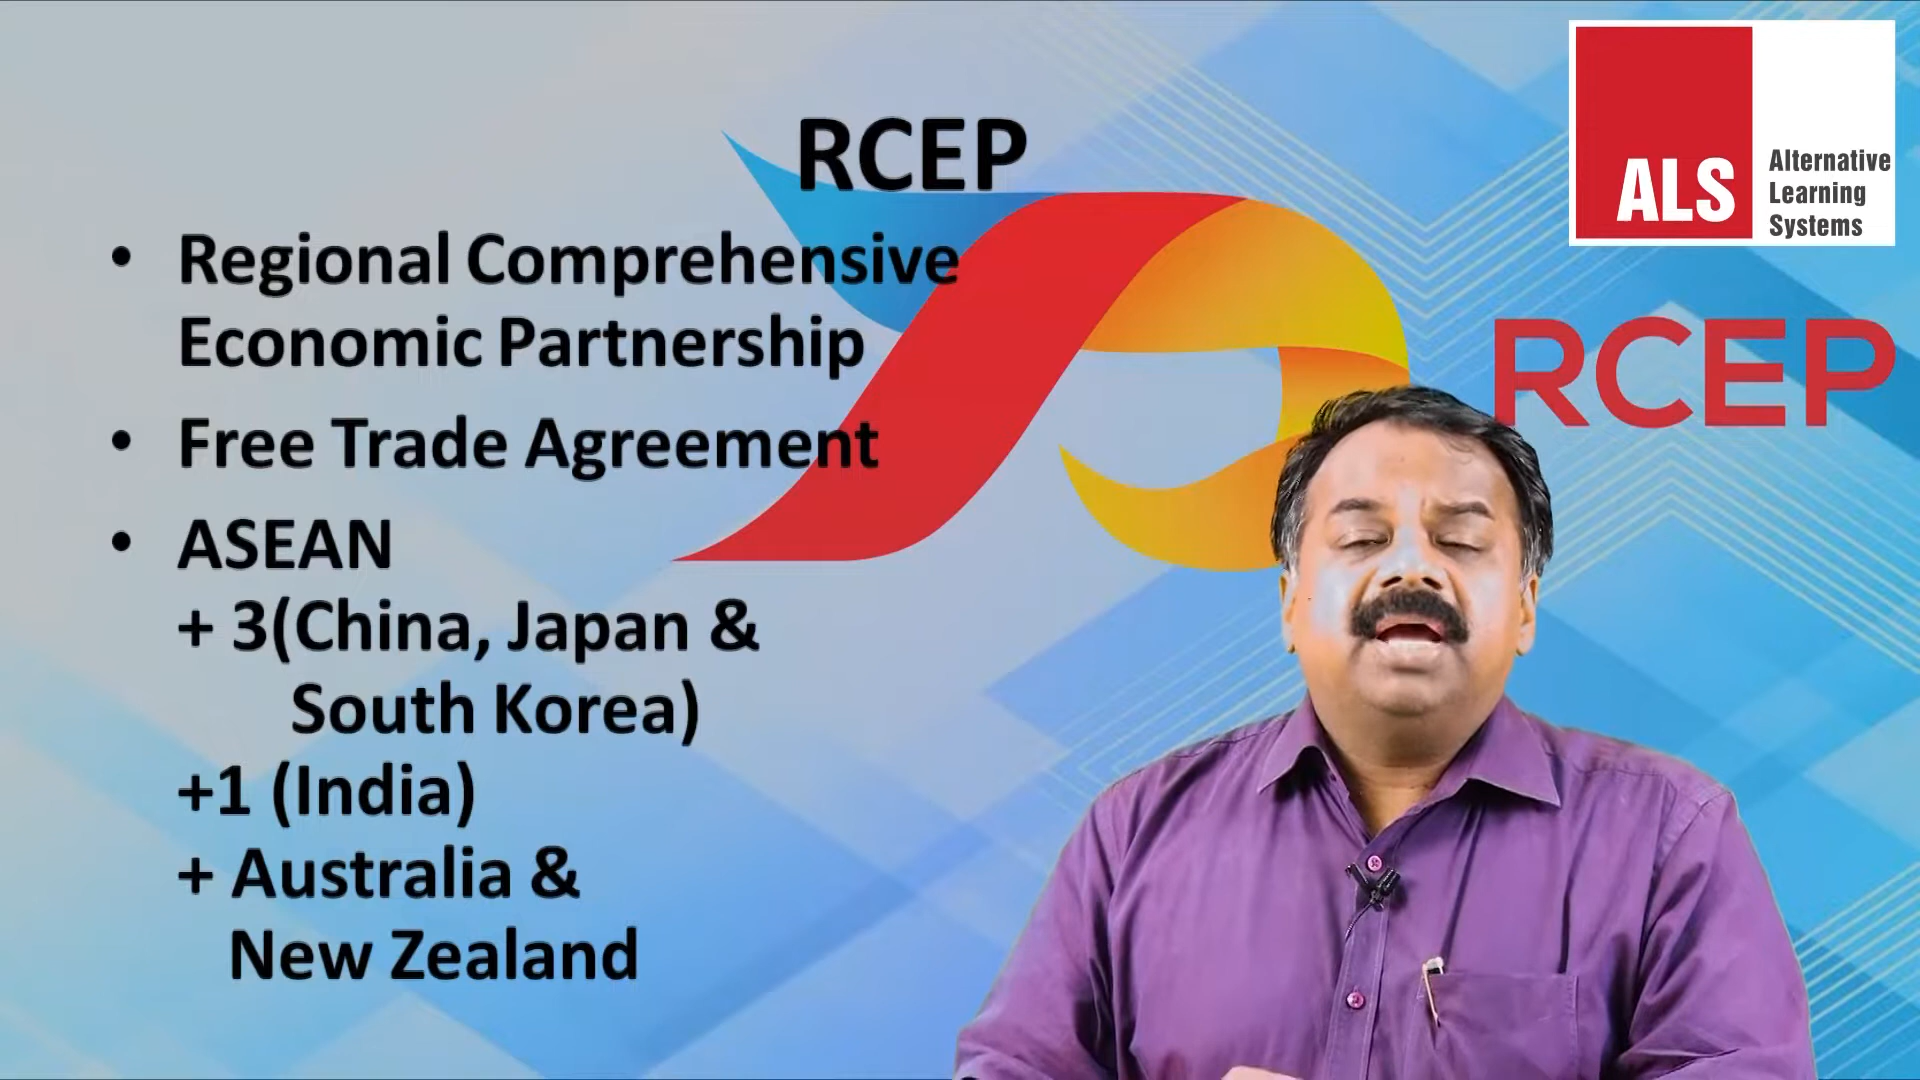 RCEP
• Regional Comprehensive
Economic Partnership
• Free Trade Agreement
• ASEAN
+ 3(China, Japan &
South Korea)
+1 (India)
+ Australia &
New Zealand
ALS
Alternative
Learning
Systems
RCEP